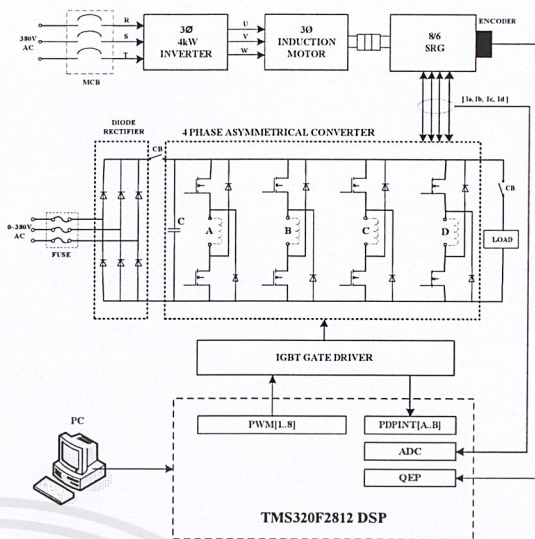 380V
AC
R
S
T
MCB
3Ø
4kW
INVERTER
U
V
W
3Ø
INDUCTION
MOTOR
8/6
SRG
ENCODER
[ Ia, Ib, Ic, Id ]
DIODE
RECTIFIER
CB
4 PHASE ASYMMETRICAL CONVERTER
0~380V
AC
FUSE
C
A
B
C
D
CB
LOAD
IGBT GATE DRIVER
PC
PWM[1..8]
PDPINT[A..B]
ADC
QEP
TMS320F2812 DSP